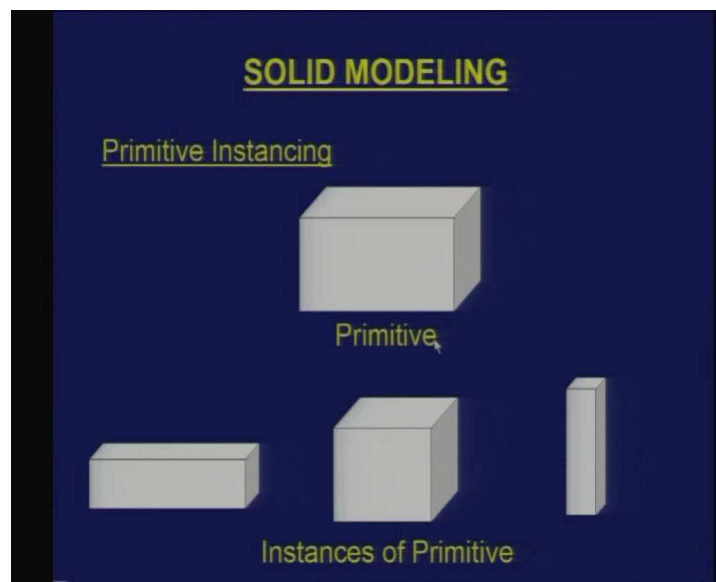 SOLID MODELING
Primitive Instancing
Primitive
Instances of Primitive